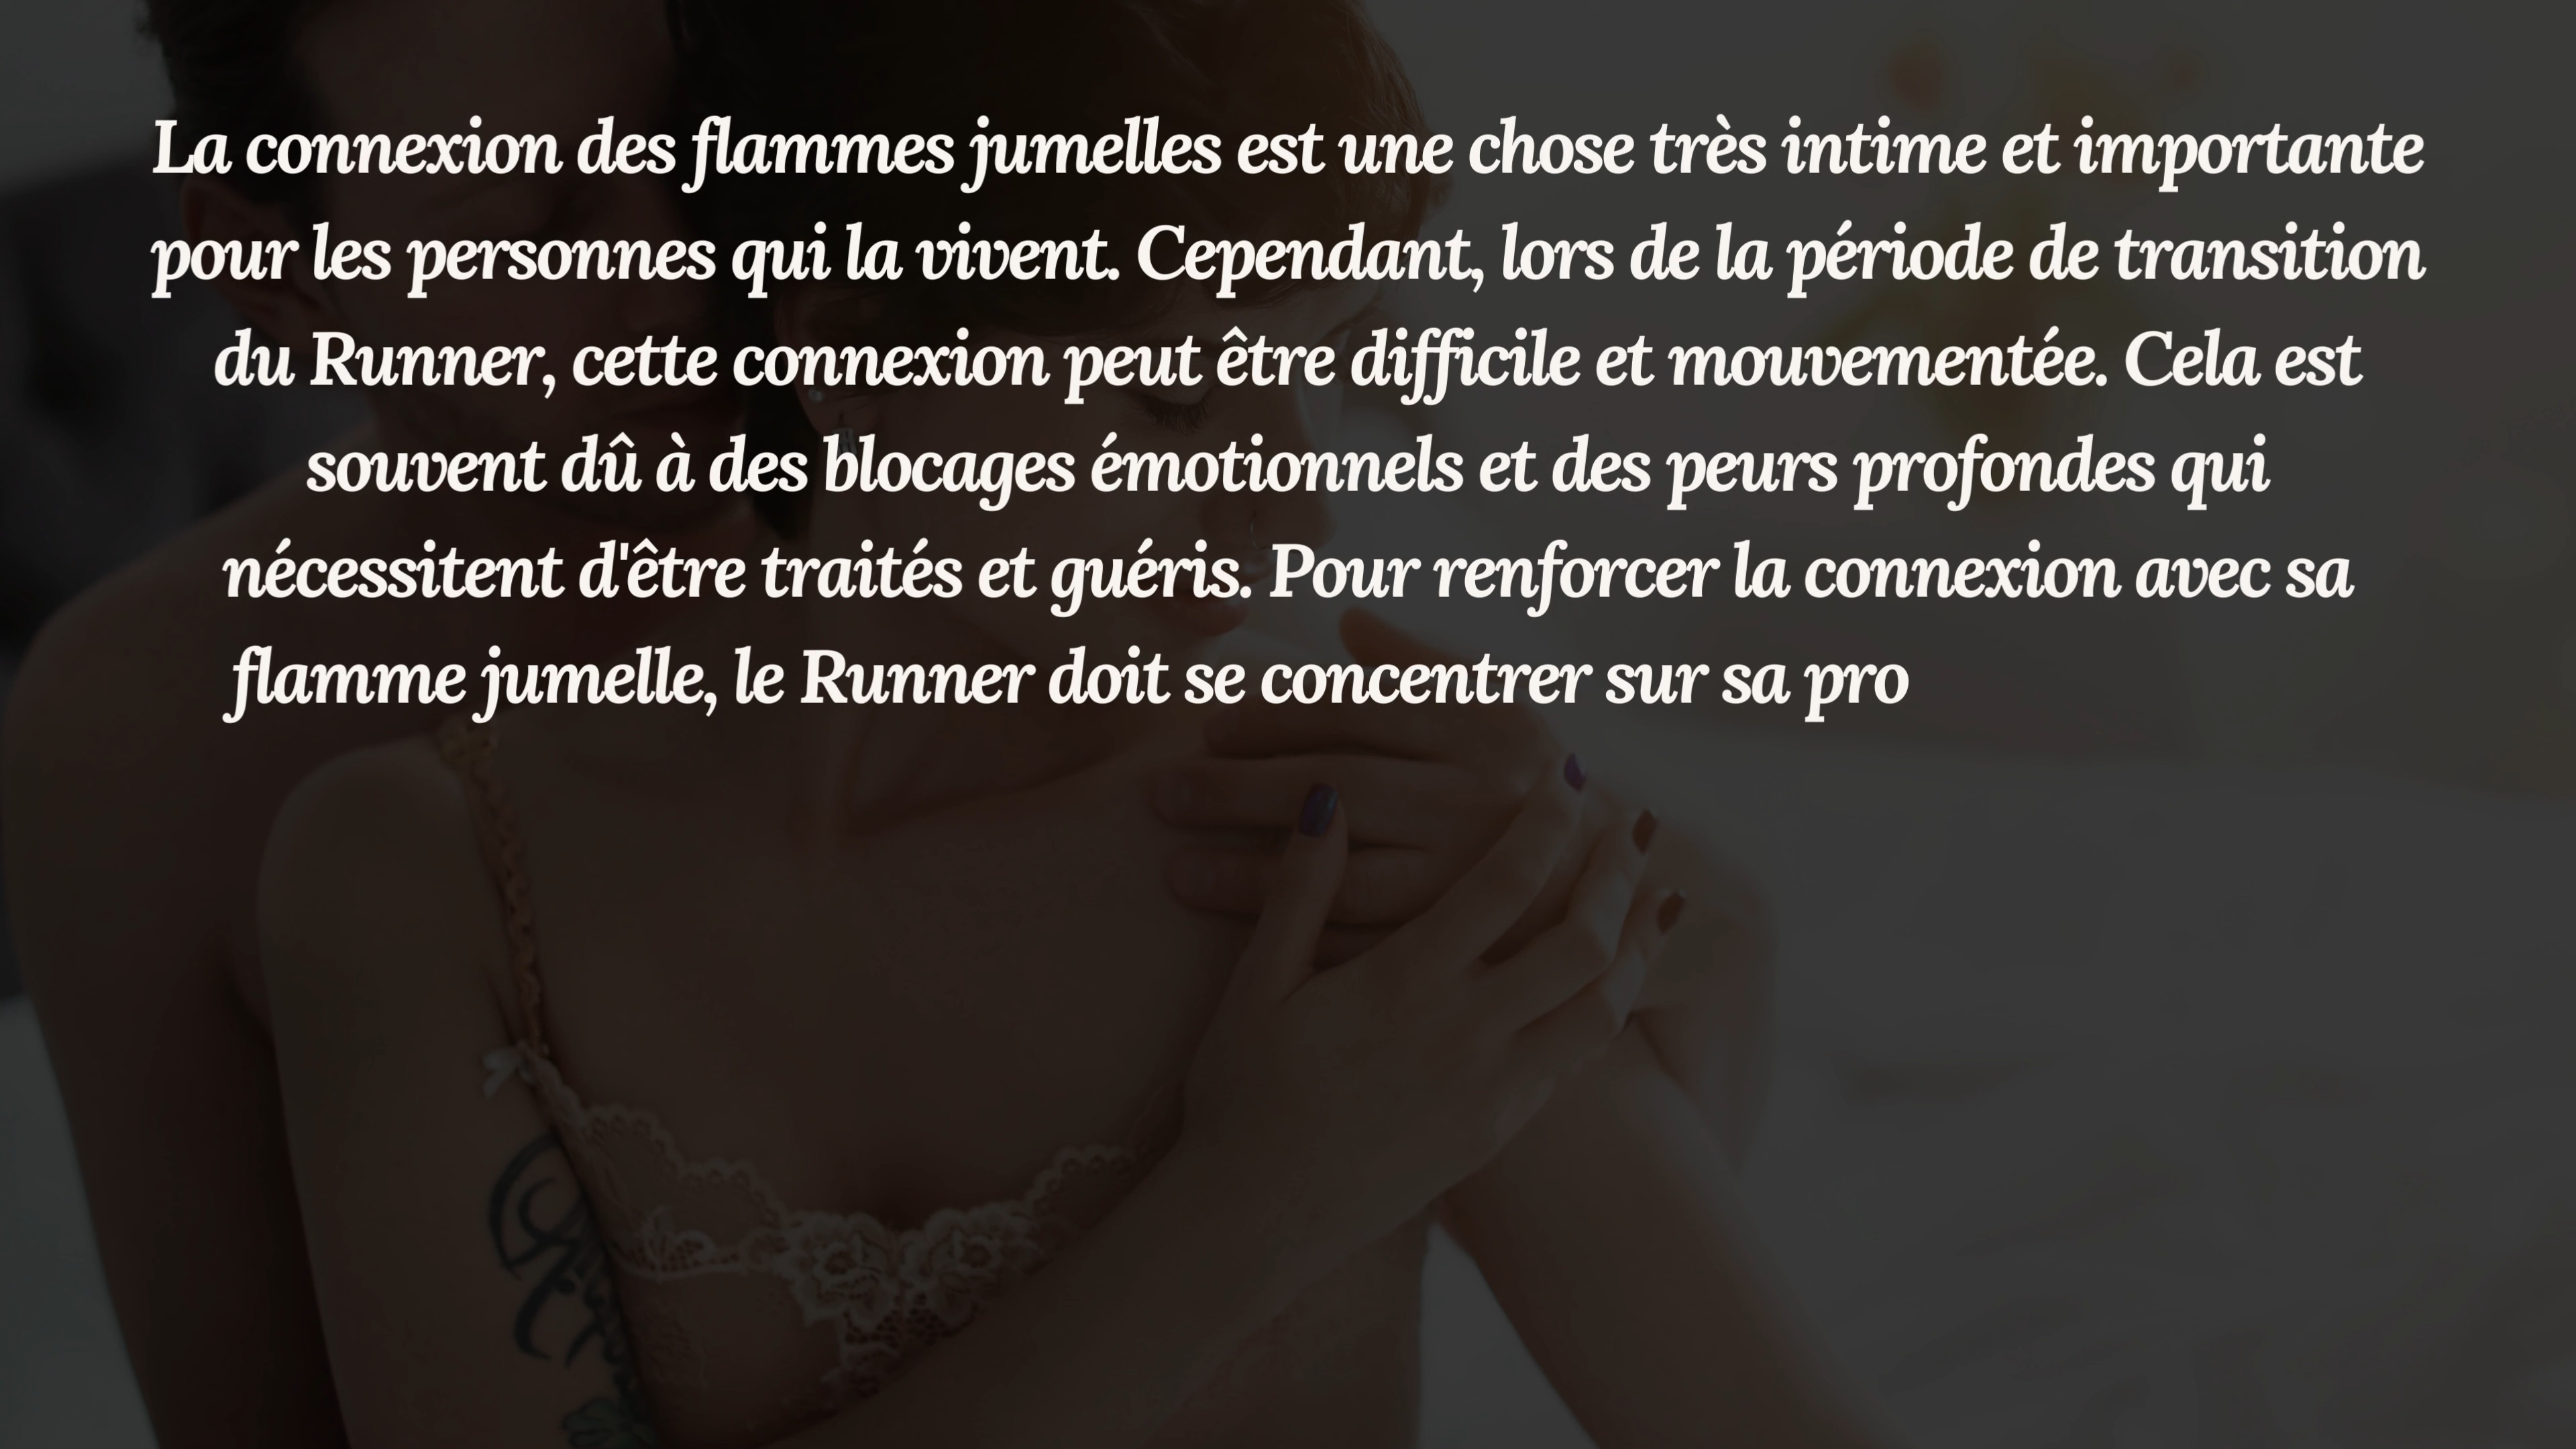 La connexion des flammes jumelles est une chose très intime et importante
pour les personnes qui la vivent. Cependant, lors de la période de transition
du Runner, cette connexion peut être difficile et mouvementée. Cela est
souvent dû à des blocages émotionnels et des peurs profondes qui
nécessitent d'être traités et guéris. Pour renforcer la connexion avec sa
flamme jumelle, le Runner doit se concentrer sur sa pro